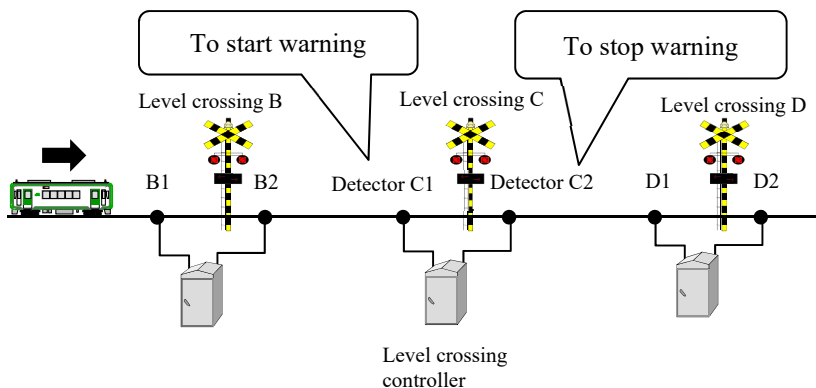 To start warning
To stop warning
Level crossing B
Level crossing C
Level crossing D
B1
B2
Detector C1
Detector C2
D1
D2
Level crossing
controller